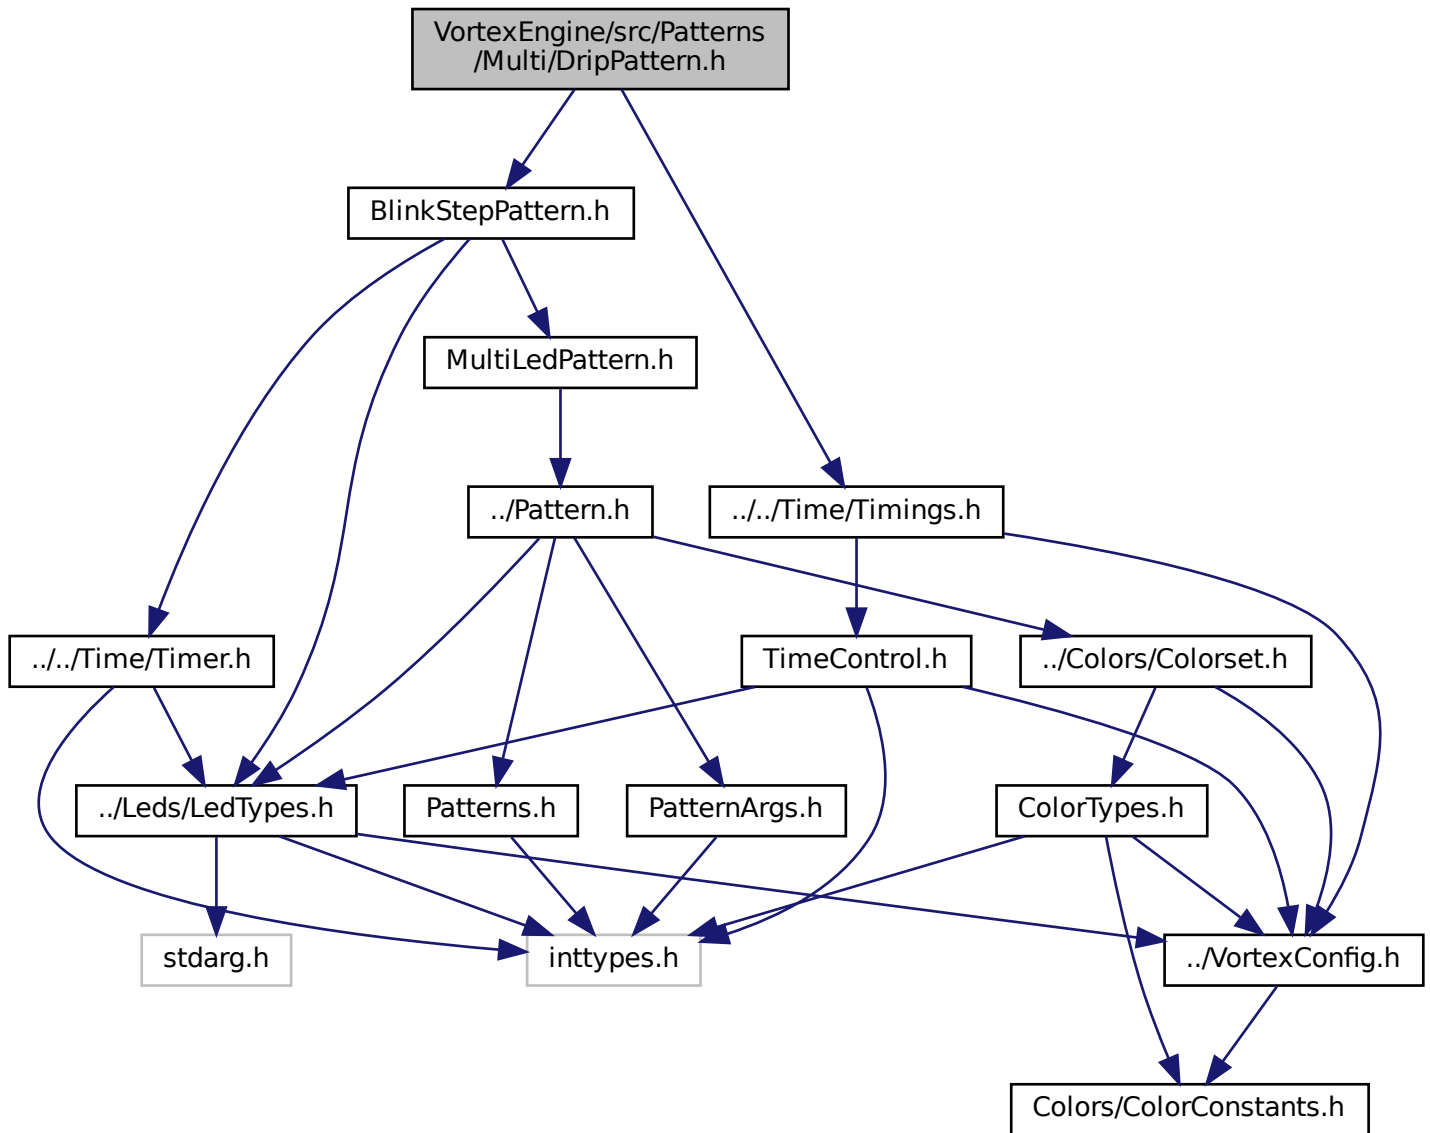 VortexEngine/src/Patterns
/Multi/DripPattern.h
BlinkStepPattern.h
MultiLedPattern.h
../Pattern.h
../../Time/Timings.h
../../Time/Timer.h
TimeControl.h
../Colors/Colorset.h
../Leds/LedTypes.h
Patterns.h
PatternArgs.h
ColorTypes.h
stdarg.h
inttypes.h
../VortexConfig.h
Colors/ColorConstants.h